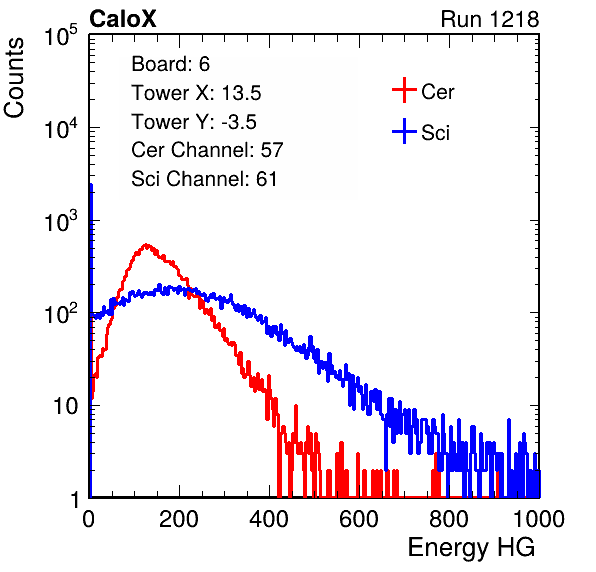 CaloX Run 1218
Board: 6
Tower X: 13.5
Tower Y: -3.5
Cer Channel: 57
Sci Channel: 61
Cer
Sci
Counts
10^5
10^4
10^3
10^2
10
1
0 200 400 600 800 1000
Energy HG